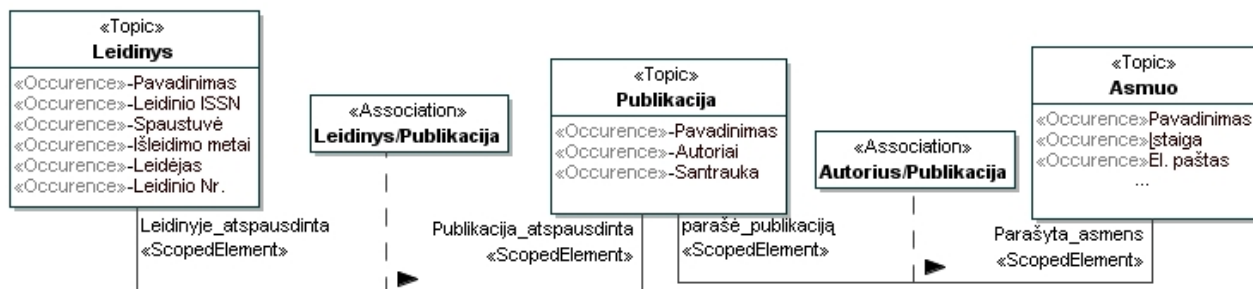 «Topic»
Leidinys
«Occurence»-Pavadinimas
«Occurence»-Leidinio ISSN
«Occurence»-Spaustuvė
«Occurence»-Išleidimo metai
«Occurence»-Leidėjas
«Occurence»-Leidinio Nr.
«Association»
Leidinys/Publikacija
«Topic»
Publikacija
«Occurence»-Pavadinimas
«Occurence»-Autoriai
«Occurence»-Santrauka
«Association»
Autorius/Publikacija
«Topic»
Asmuo
«Occurence»Pavadinimas
«Occurence»Įstaiga
«Occurence»El. paštas
...
Leidinyje_atspausdinta
«ScopedElement»
Publikacija_atspausdinta
«ScopedElement»
parašė_publikaciją
«ScopedElement»
Parašyta_asmens
«ScopedElement»